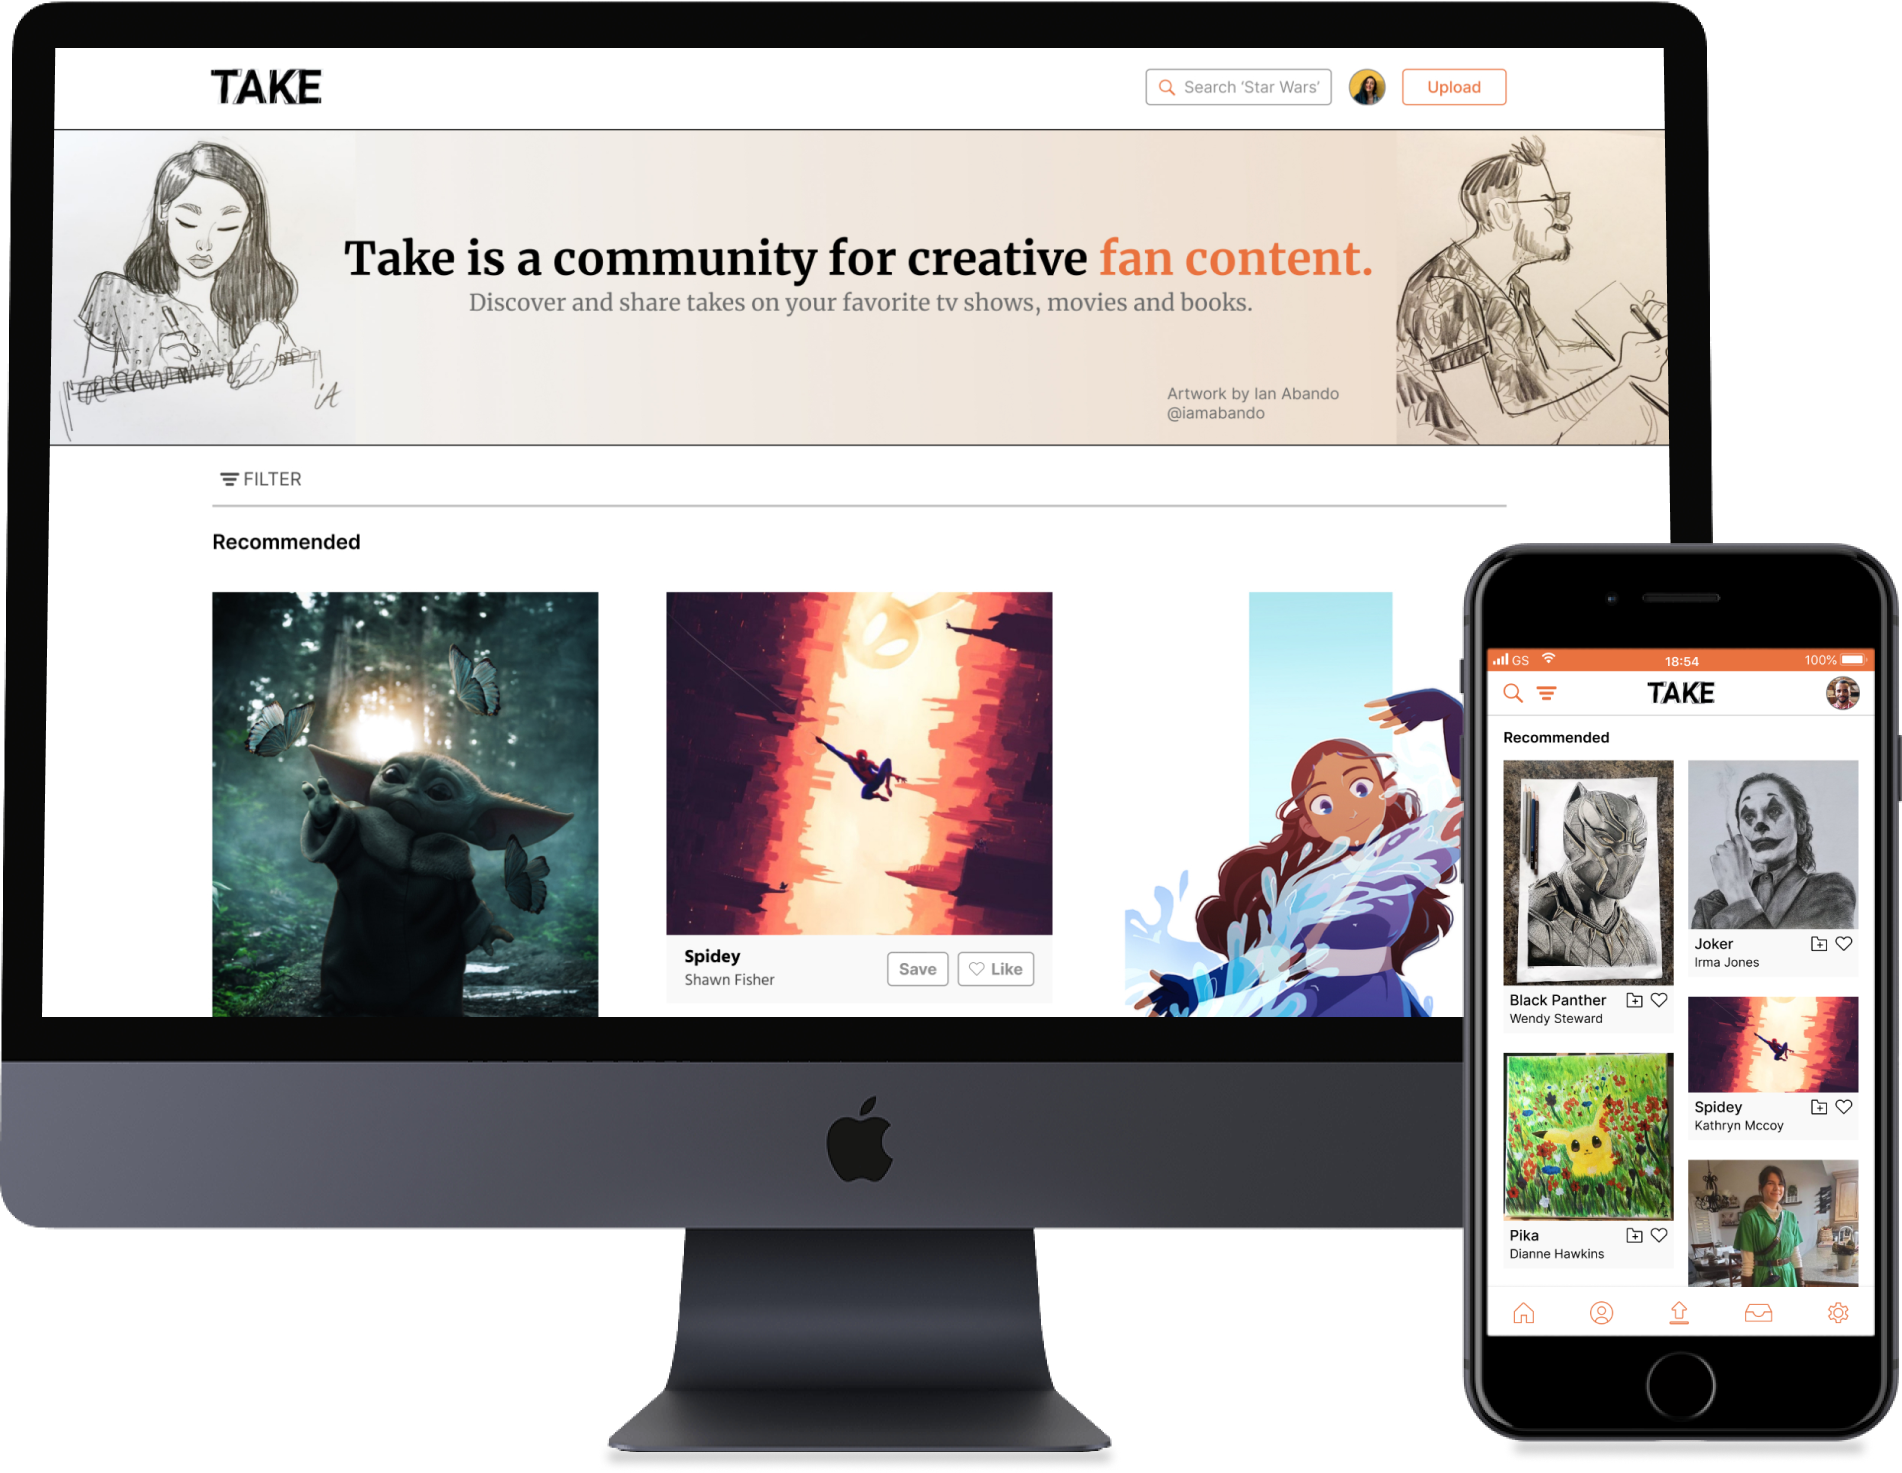 TAKE
Search ‘Star Wars’
Upload
Take is a community for creative fan content.
Discover and share takes on your favorite tv shows, movies and books.
iA
Artwork by Ian Abando
@iamabando
FILTER
Recommended
Spidey
Shawn Fisher
Save
Like
GS
18:54
100%
TAKE
Recommended
Black Panther
Wendy Steward
Joker
Irma Jones
Spidey
Kathryn Mccoy
Pika
Dianne Hawkins